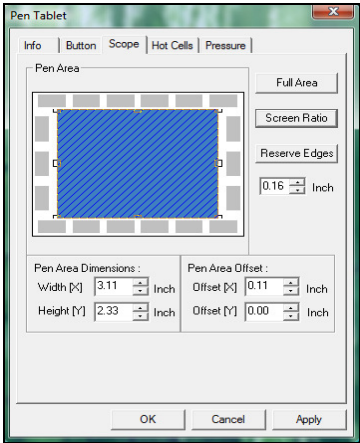 Pen Tablet
Info Button Scope Hot Cells Pressure
Pen Area
Full Area
Screen Ratio
Reserve Edges
0.16 Inch
Pen Area Dimensions :
Width [X] 3.11 Inch
Height [Y] 2.33 Inch
Pen Area Offset :
Offset [X] 0.11 Inch
Offset [Y] 0.00 Inch
OK Cancel Apply